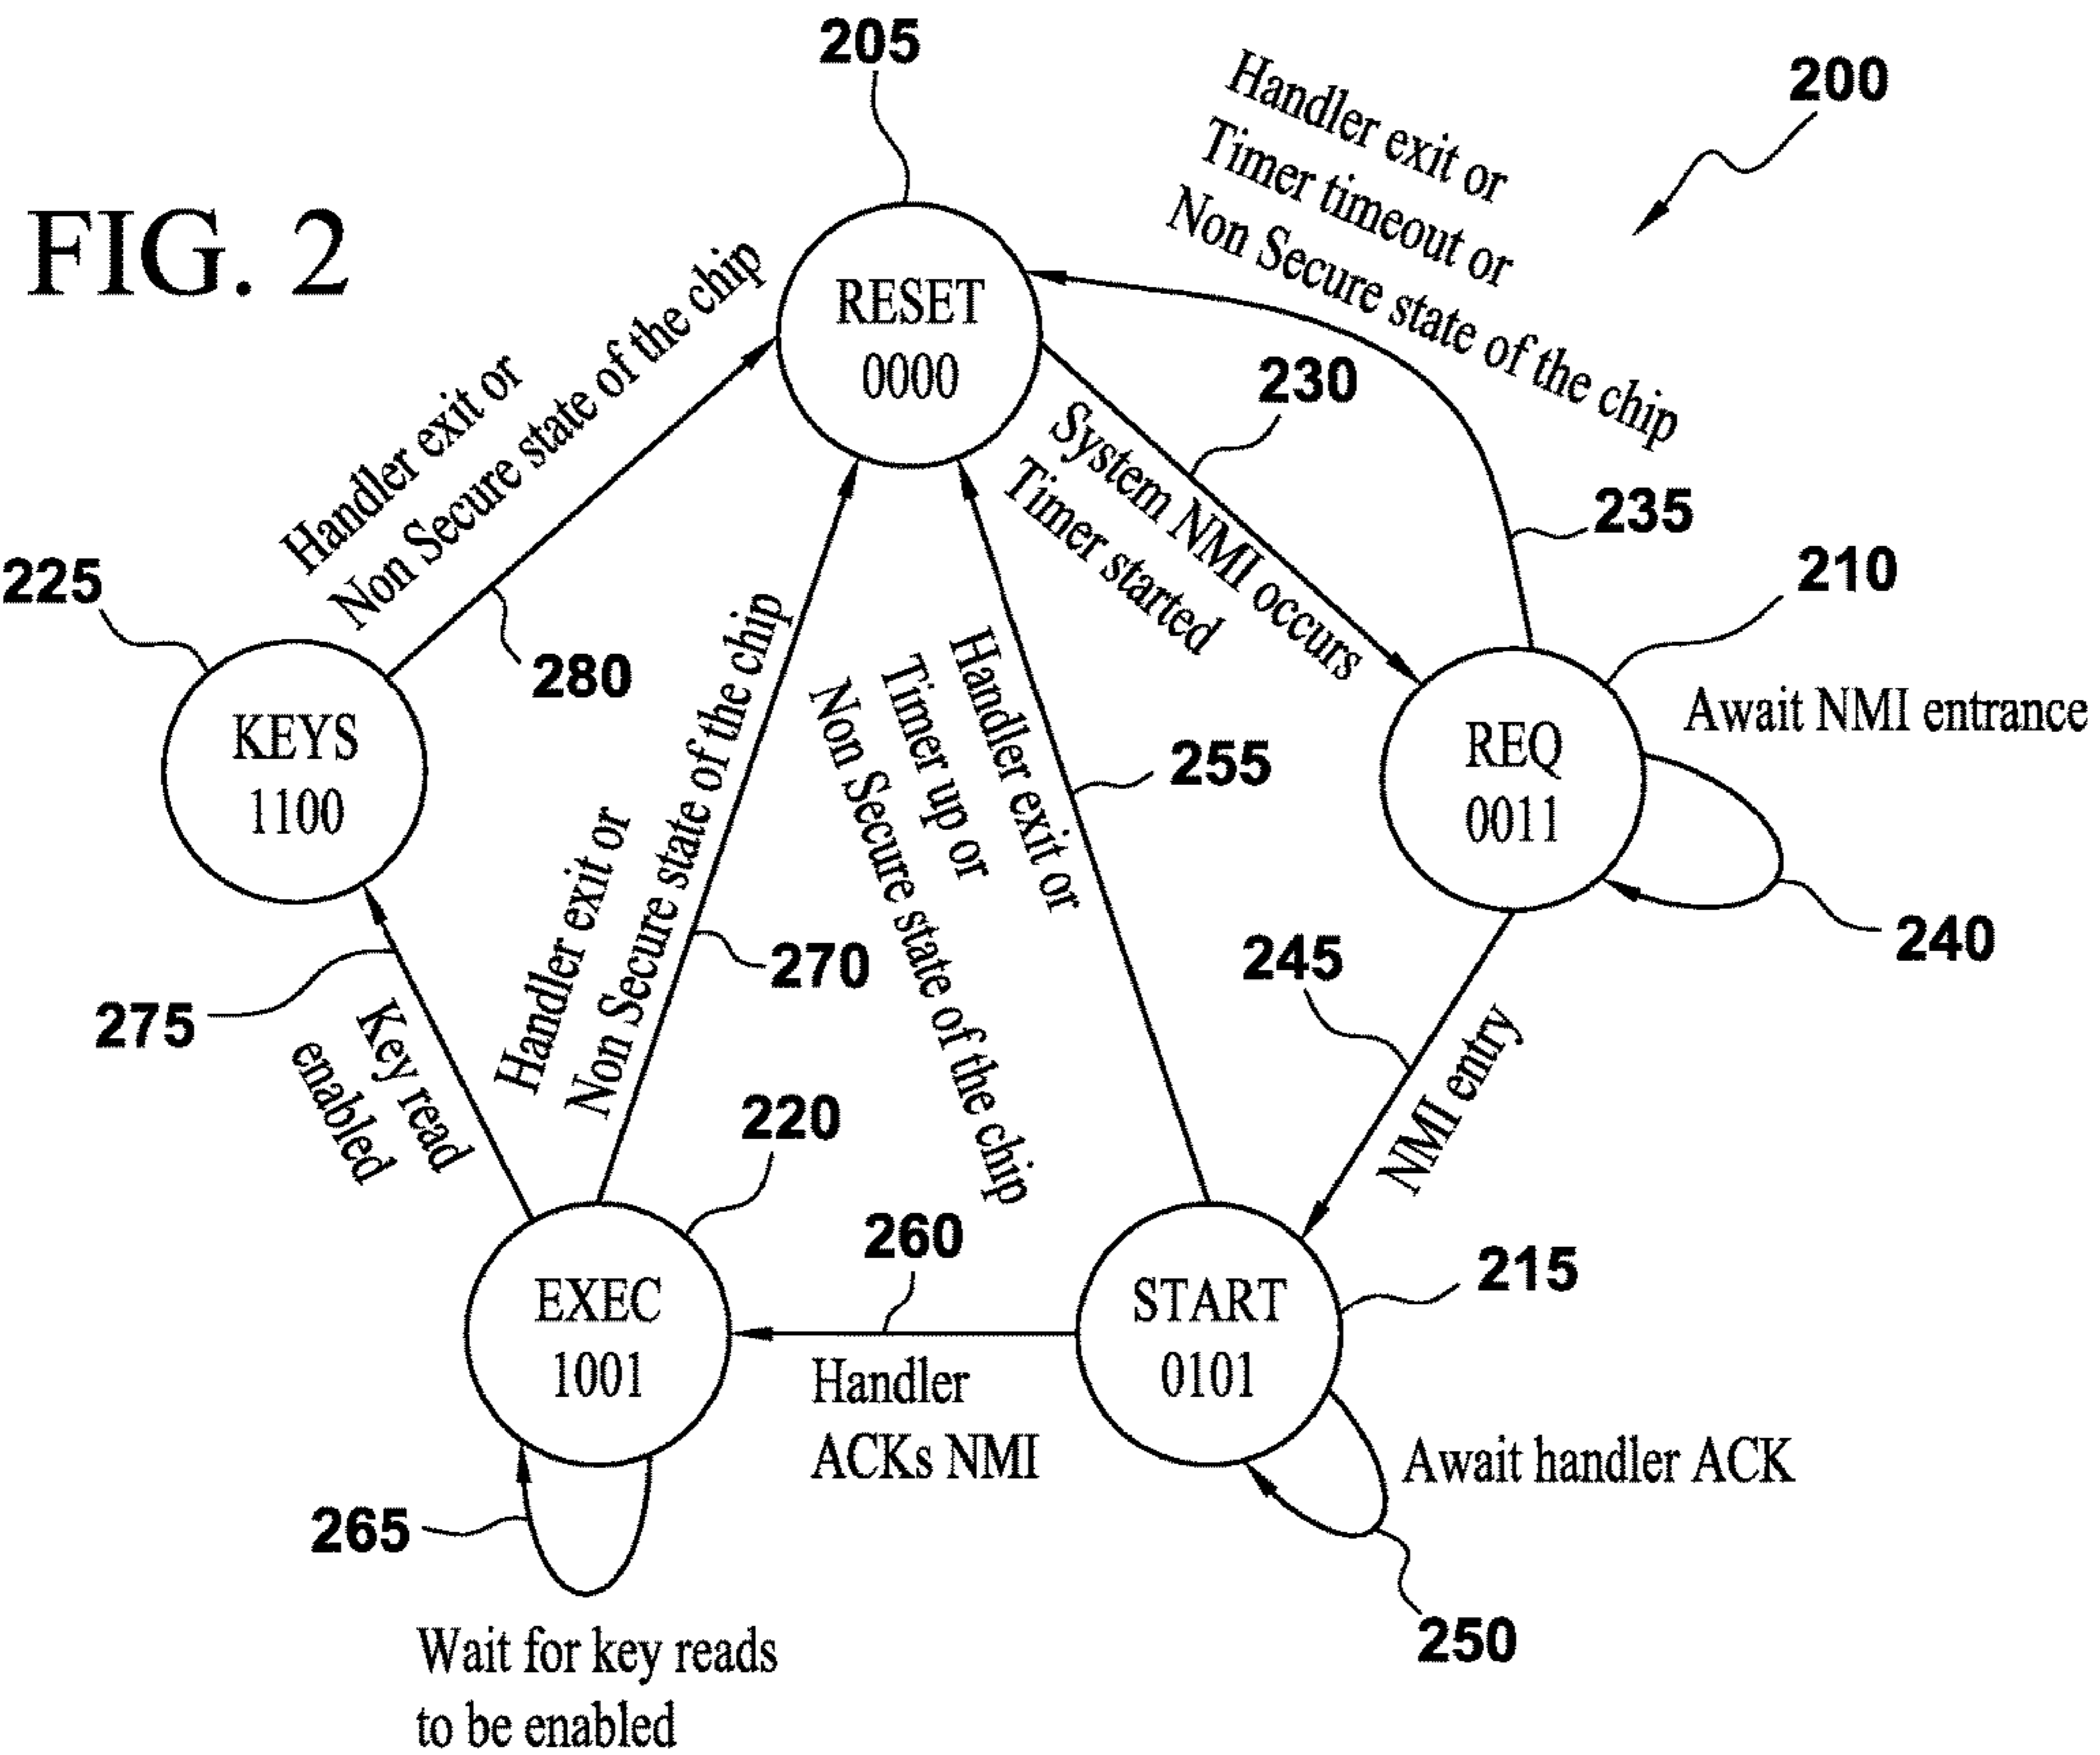 FIG. 2
205
200
Handler exit or
Timer timeout or
Non Secure state of the chip
RESET
0000
230
System NMI occurs
Timer started
235
210
Handler exit or
Non Secure state of the chip
225
280
KEYS
1100
REQ
0011
Await NMI entrance
240
255
Handler exit or
Timer up or
Non Secure state of the chip
Handler exit or
Non Secure state of the chip
270
245
NMI entry
275
Key read
enabled
220
260
215
EXEC
1001
START
0101
Handler
ACKs NMI
Await handler ACK
265
250
Wait for key reads
to be enabled